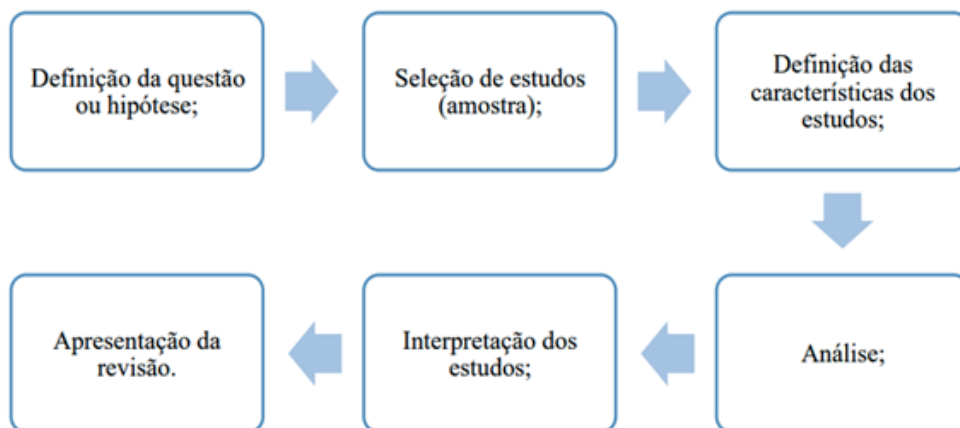 Definição da questão
ou hipótese;
Seleção de estudos
(amostra);
Definição das
características dos
estudos;
Análise;
Interpretação dos
estudos;
Apresentação da
revisão.